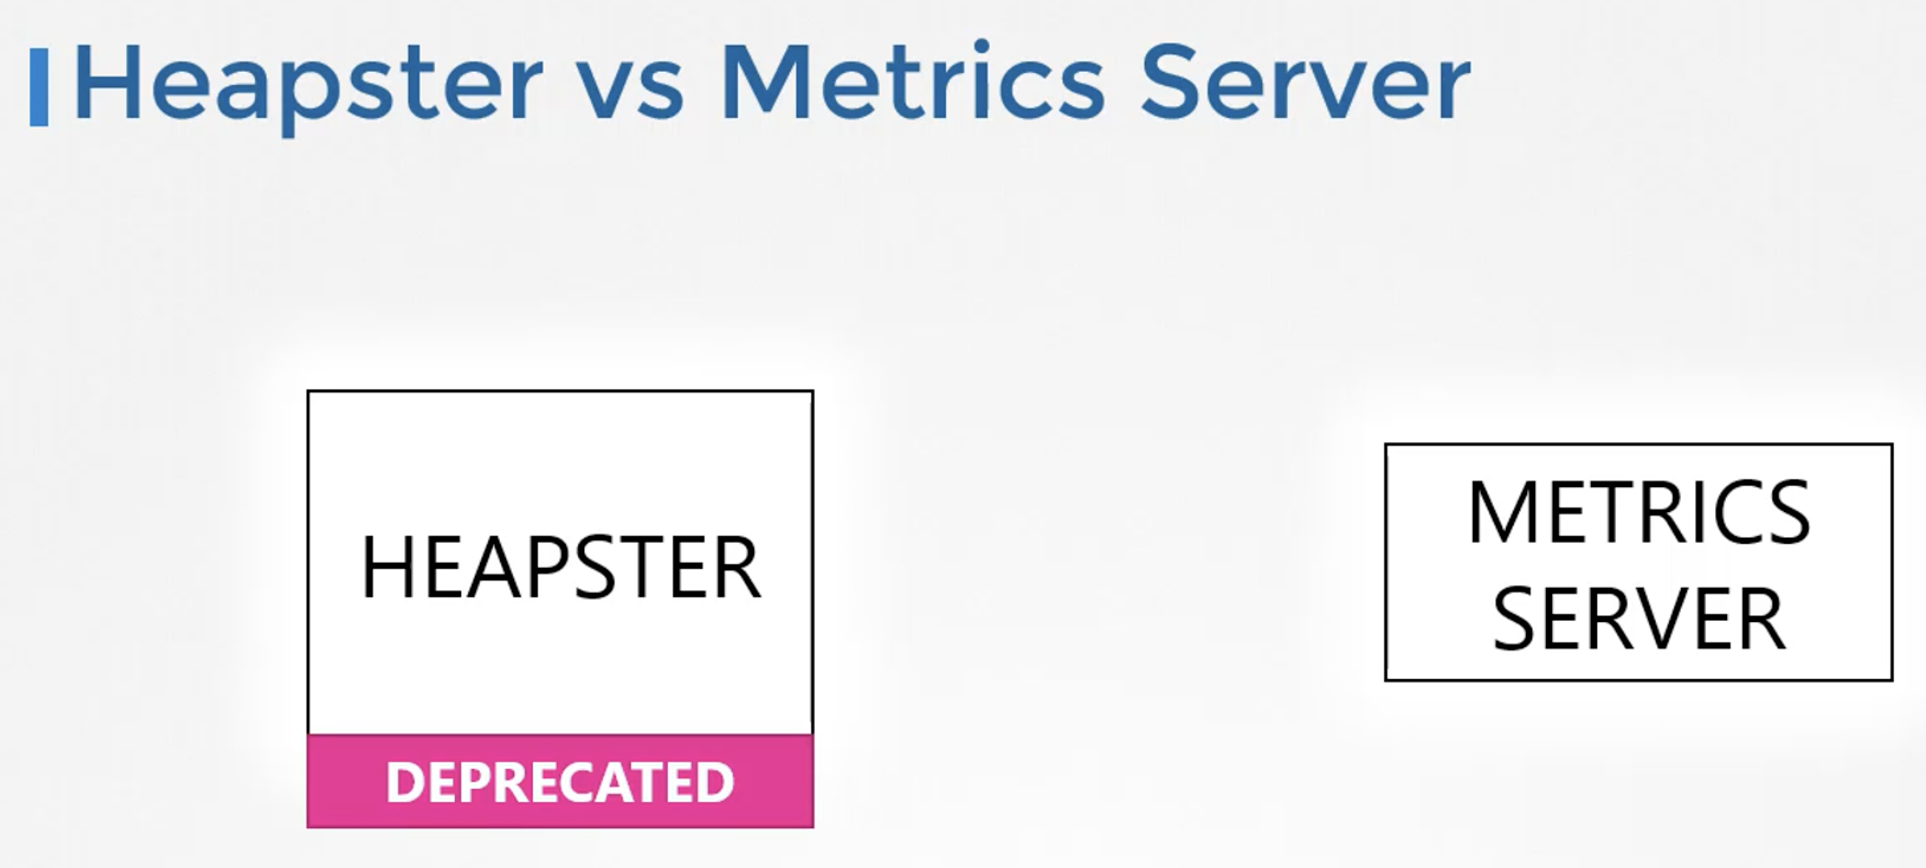 Heapster vs Metrics Server
HEAPSTER
DEPRECATED
METRICS
SERVER